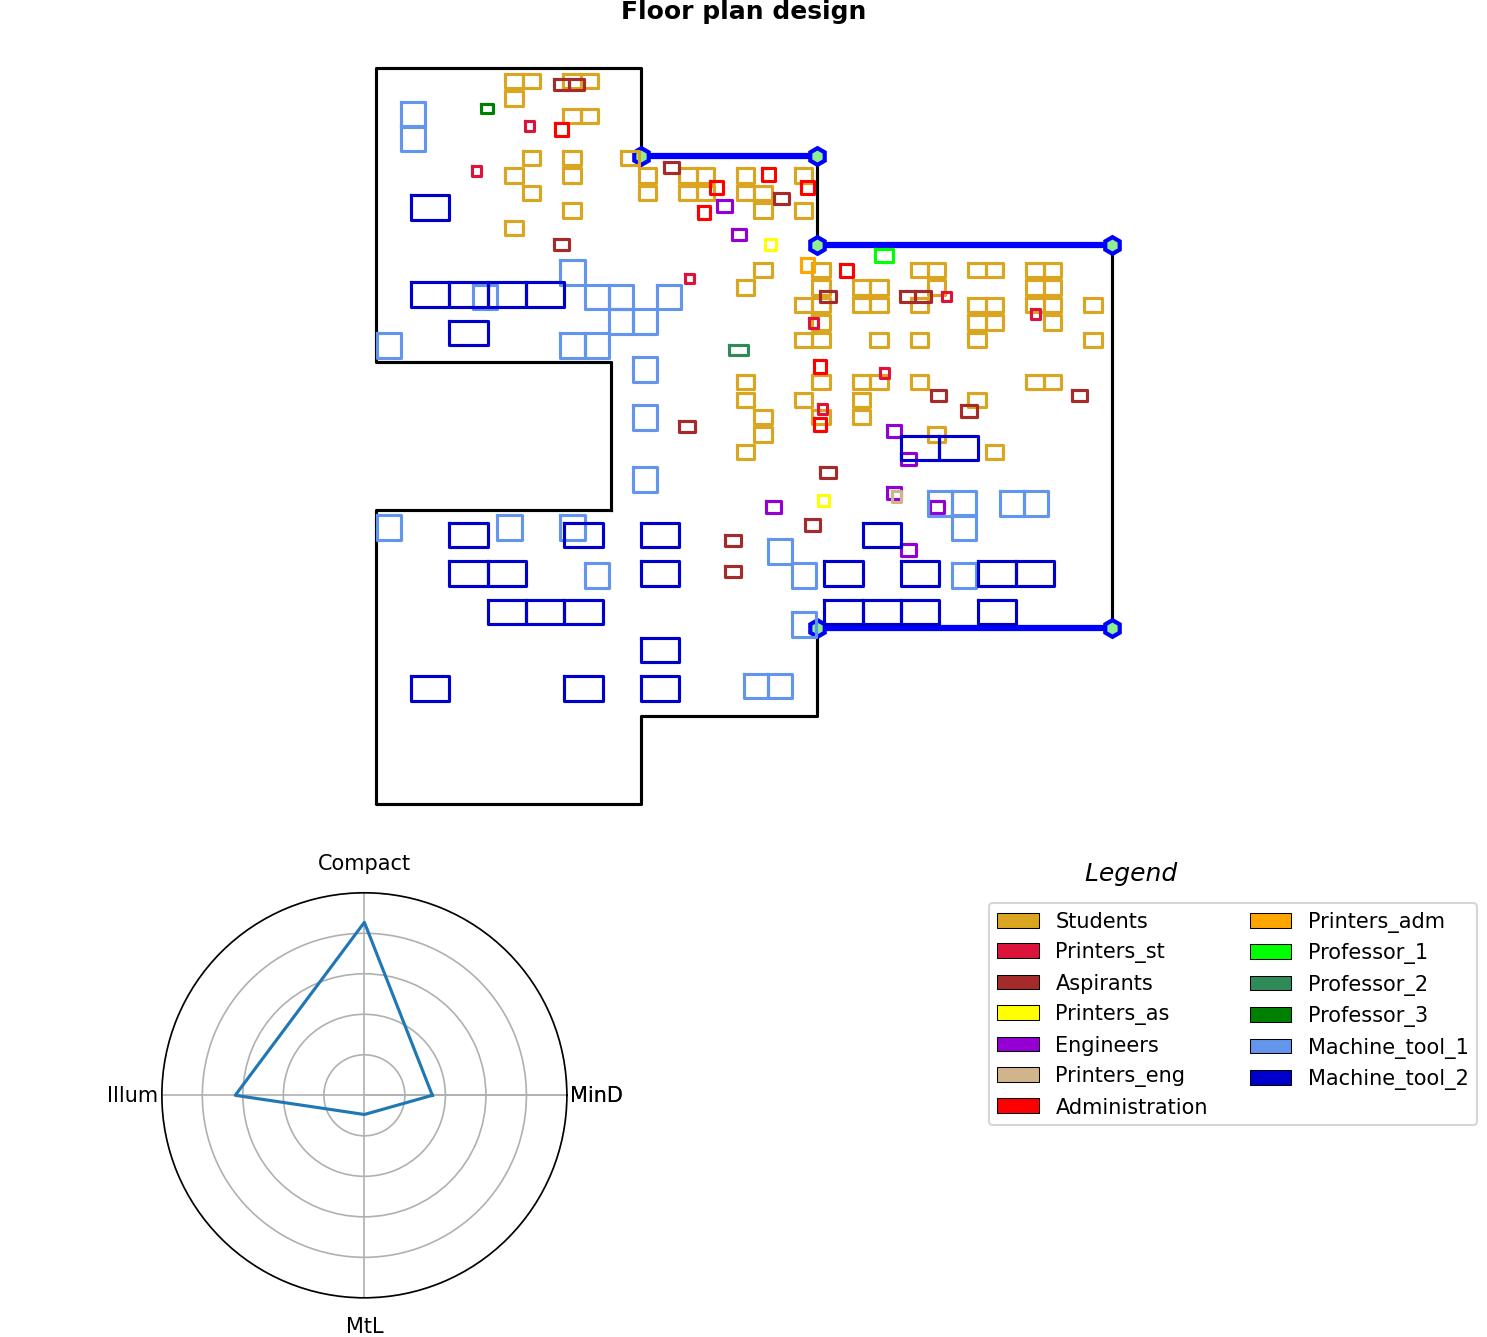 Floor plan design
Compact
Illum
MinD
MtL
Legend
Students
Printers_st
Aspirants
Printers_as
Engineers
Printers_eng
Administration
Printers_adm
Professor_1
Professor_2
Professor_3
Machine_tool_1
Machine_tool_2